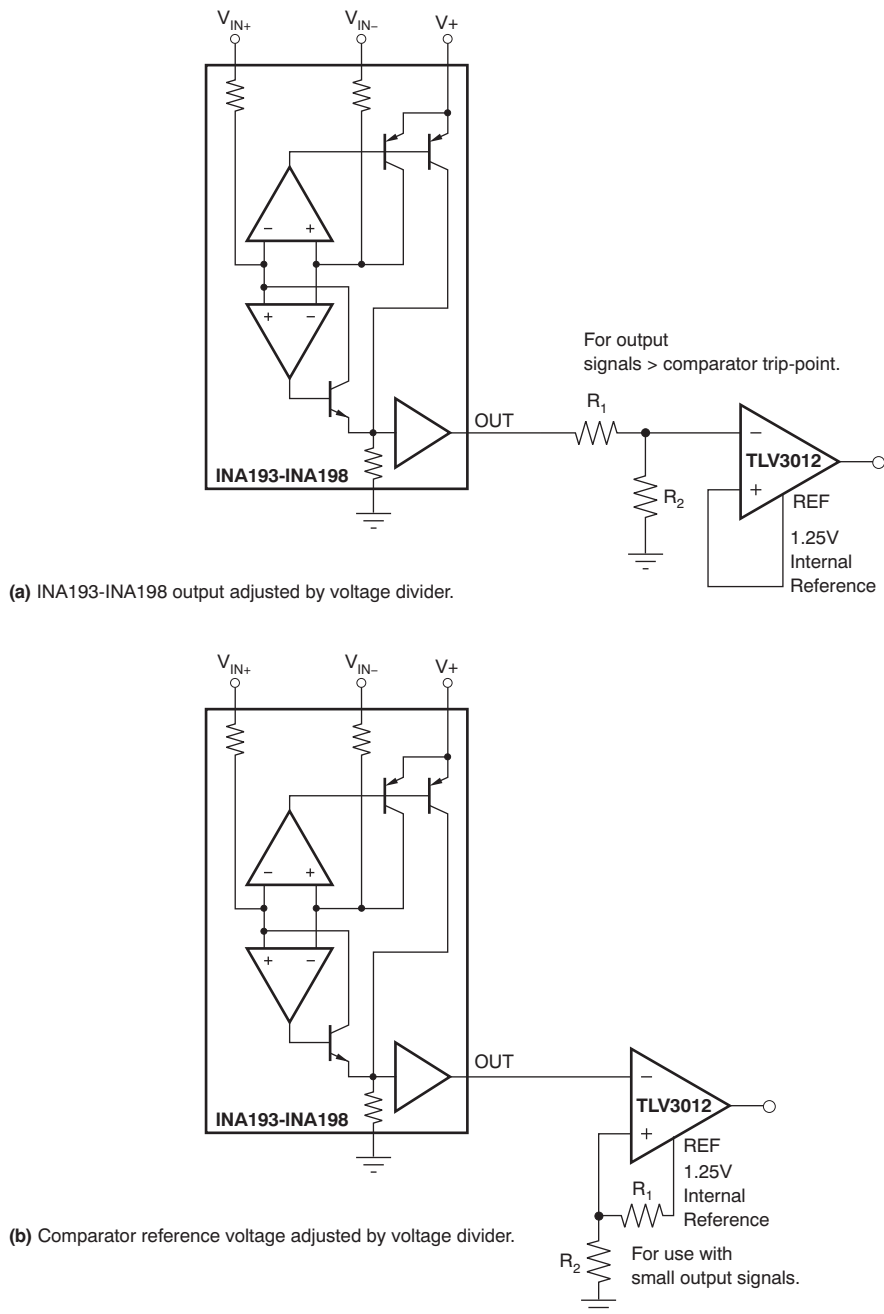 V_IN+
V_IN–
V+
–
+
+
–
For output
signals > comparator trip-point.
R_1
OUT
–
TLV3012
+
R_2
REF
1.25V
Internal
Reference
INA193-INA198
(a) INA193-INA198 output adjusted by voltage divider.
V_IN+
V_IN–
V+
–
+
+
–
OUT
–
TLV3012
+
INA193-INA198
REF
1.25V
Internal
Reference
R_1
(b) Comparator reference voltage adjusted by voltage divider.
R_2
For use with
small output signals.